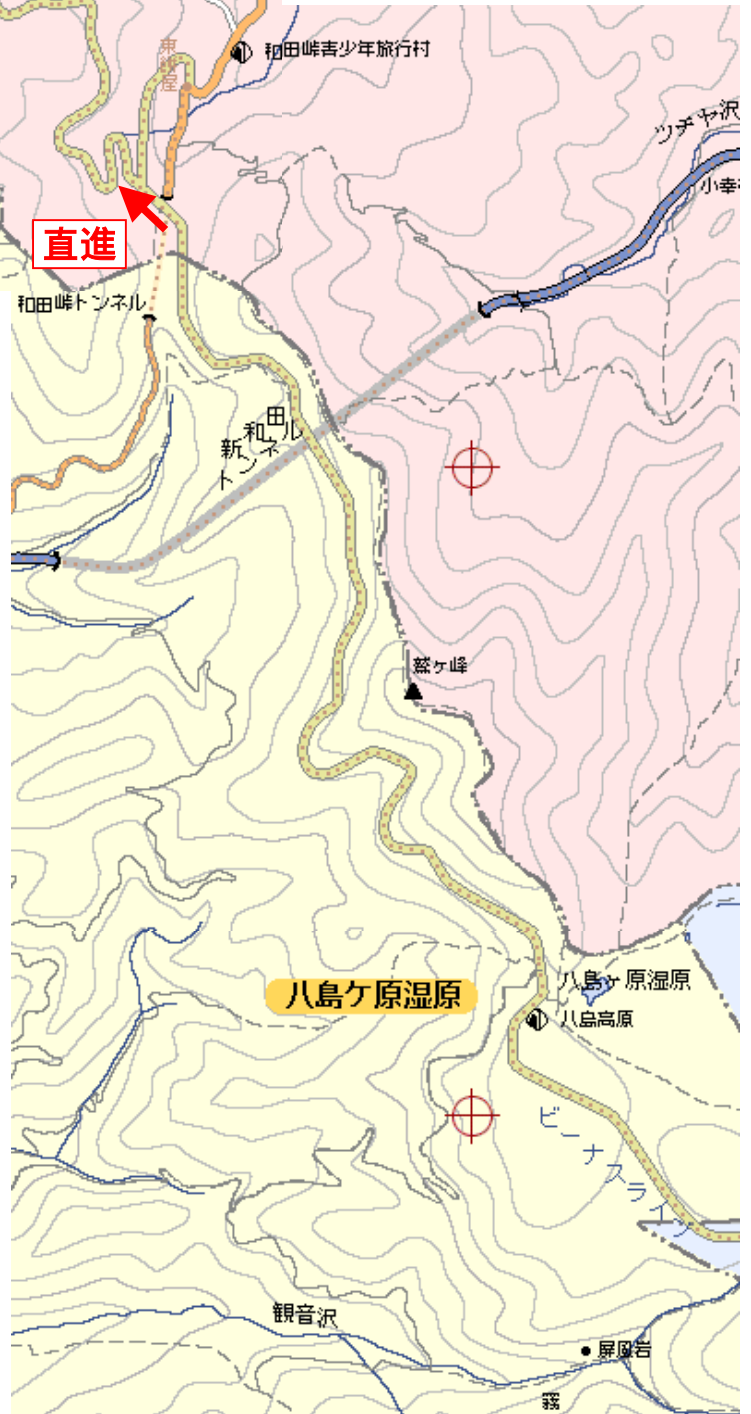 東餅屋
和田峠青少年旅行村
ツチヤ沢
小幸
直進
和田峠トンネル
新和田
トンネル
鷲ヶ峰
八島ケ原湿原
八島ヶ原湿原
八島高原
ビーナスライン
観音沢
屏風岩
霧